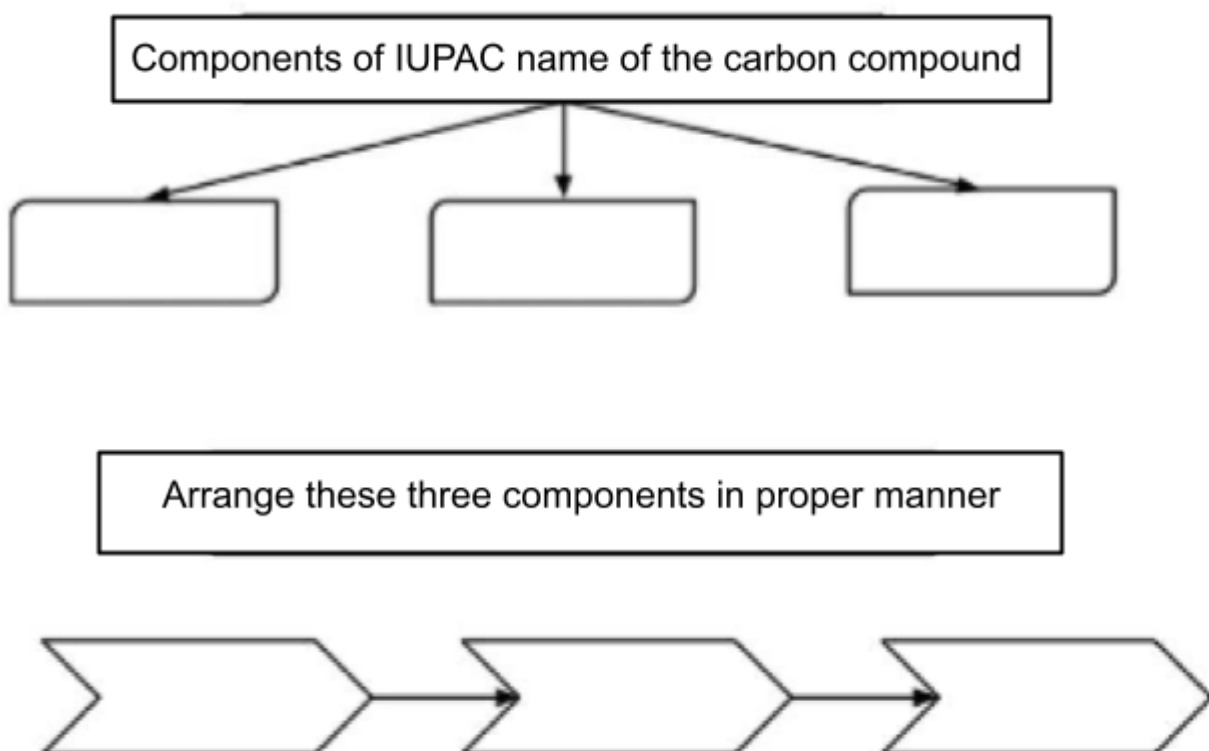 Components of IUPAC name of the carbon compound
Arrange these three components in proper manner